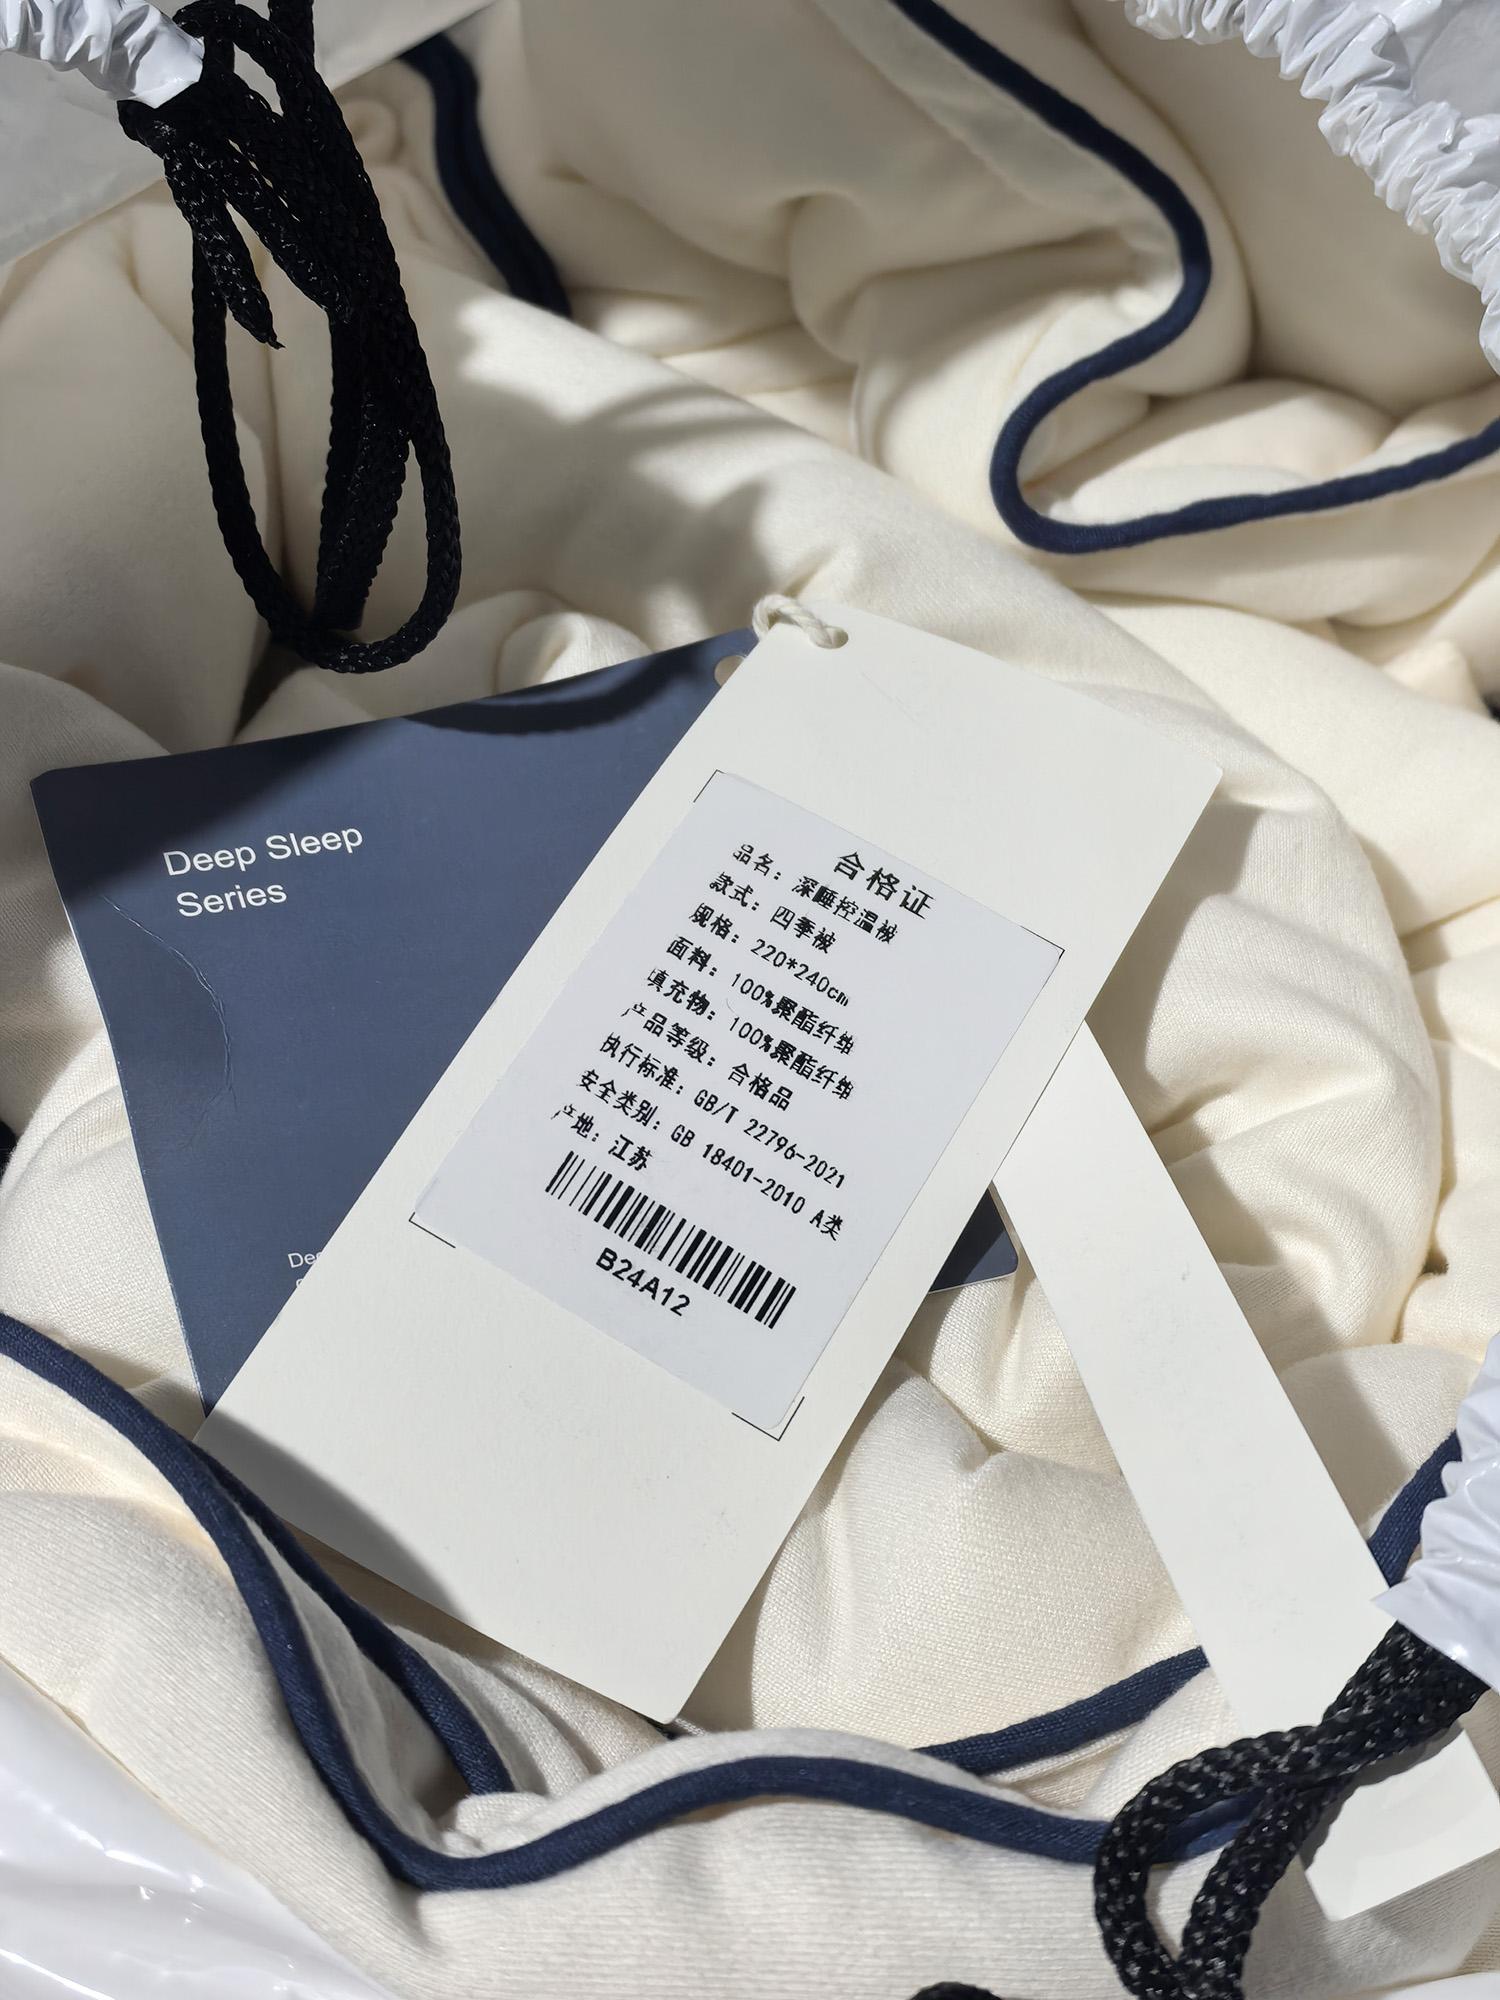 Deep Sleep
Series
合格证
品名：深睡控温被
款式：四季被
规格：220*240cm
面料：100%聚酯纤维
填充物：100%聚酯纤维
产品等级：合格品
执行标准：GB/T 22796-2021
安全类别：GB 18401-2010 A类
产地：江苏
B24A12